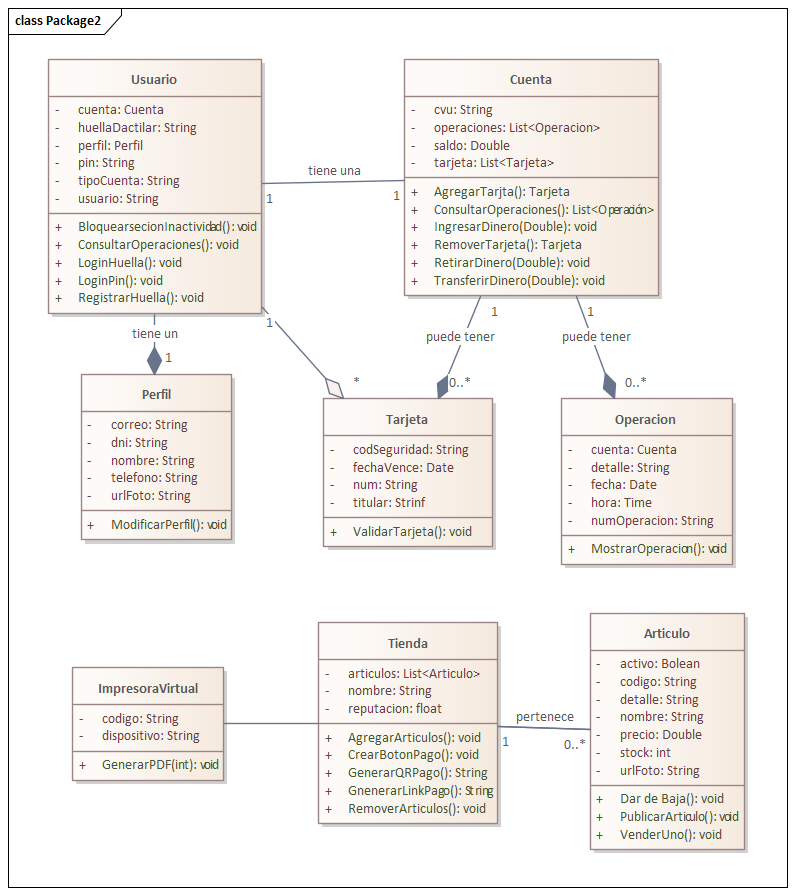 class Package2
Usuario
- cuenta: Cuenta
- huellaDactilar: String
- perfil: Perfil
- pin: String
- tipoCuenta: String
- usuario: String
+ BloquearsecionInactividad(): void
+ ConsultarOperaciones(): void
+ LoginHuella(): void
+ LoginPin(): void
+ RegistrarHuella(): void
tiene una
1
1
Cuenta
- cvu: String
- operaciones: List<Operacion>
- saldo: Double
- tarjeta: List<Tarjeta>
+ AgregarTarjta(): Tarjeta
+ ConsultarOperaciones(): List<Operación>
+ IngresarDinero(Double): void
+ RemoverTarjeta(): Tarjeta
+ RetirarDinero(Double): void
+ TransferirDinero(Double): void
tiene un
1
1
*
puede tener
1
0..*
puede tener
1
0..*
Perfil
- correo: String
- dni: String
- nombre: String
- telefono: String
- urlFoto: String
+ ModificarPerfil(): void
Tarjeta
- codSeguridad: String
- fechaVence: Date
- num: String
- titular: Strinf
+ ValidarTarjeta(): void
Operacion
- cuenta: Cuenta
- detalle: String
- fecha: Date
- hora: Time
- numOperacion: String
+ MostrarOperacion(): void
ImpresoraVirtual
- codigo: String
- dispositivo: String
+ GenerarPDF(int): void
Tienda
- articulos: List<Articulo>
- nombre: String
- reputacion: float
+ AgregarArticulos(): void
+ CrearBotonPago(): void
+ GenerarQRPago(): String
+ GnenerarLinkPago(): String
+ RemoverArticulos(): void
pertenece
1
0..*
Articulo
- activo: Bolean
- codigo: String
- detalle: String
- nombre: String
- precio: Double
- stock: int
- urlFoto: String
+ Dar de Baja(): void
+ PublicarArticulo(): void
+ VenderUno(): void